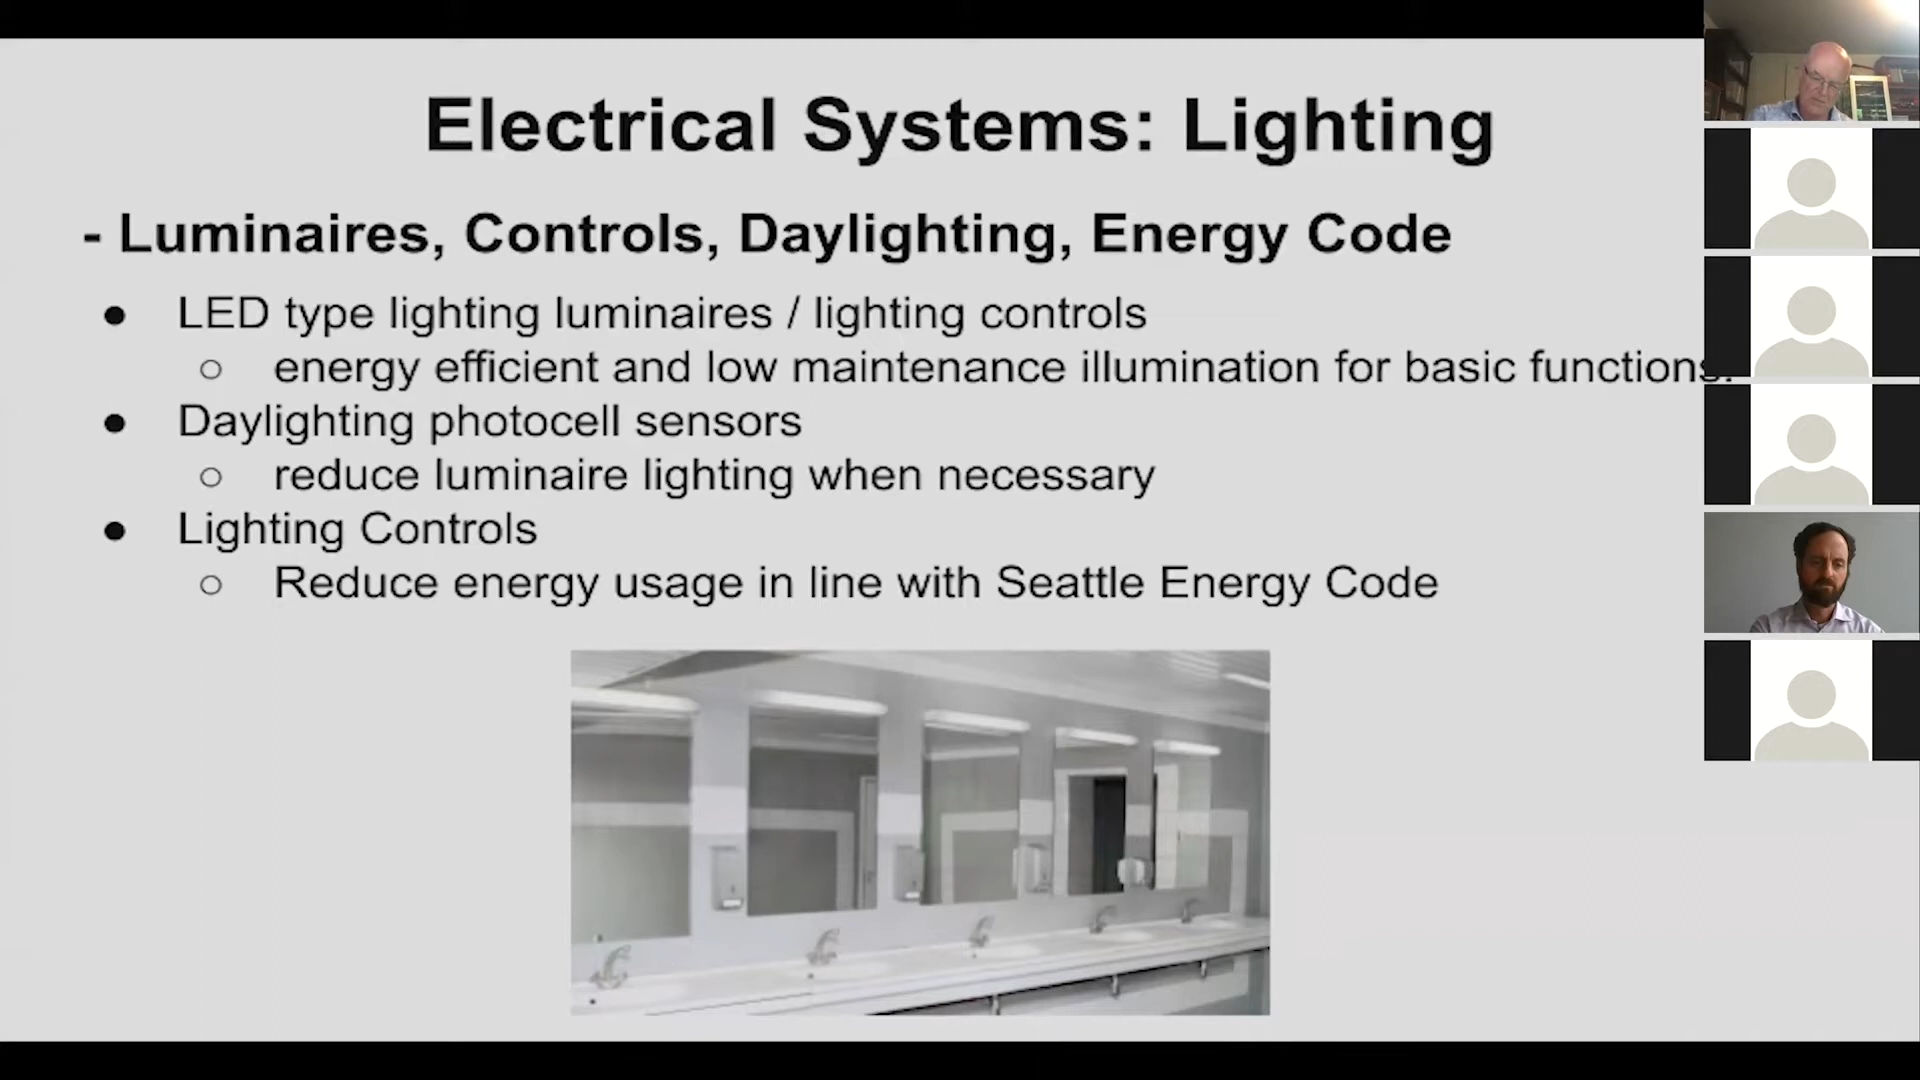 Electrical Systems: Lighting
- Luminaires, Controls, Daylighting, Energy Code
● LED type lighting luminaires / lighting controls
○ energy efficient and low maintenance illumination for basic functions.
● Daylighting photocell sensors
○ reduce luminaire lighting when necessary
● Lighting Controls
○ Reduce energy usage in line with Seattle Energy Code